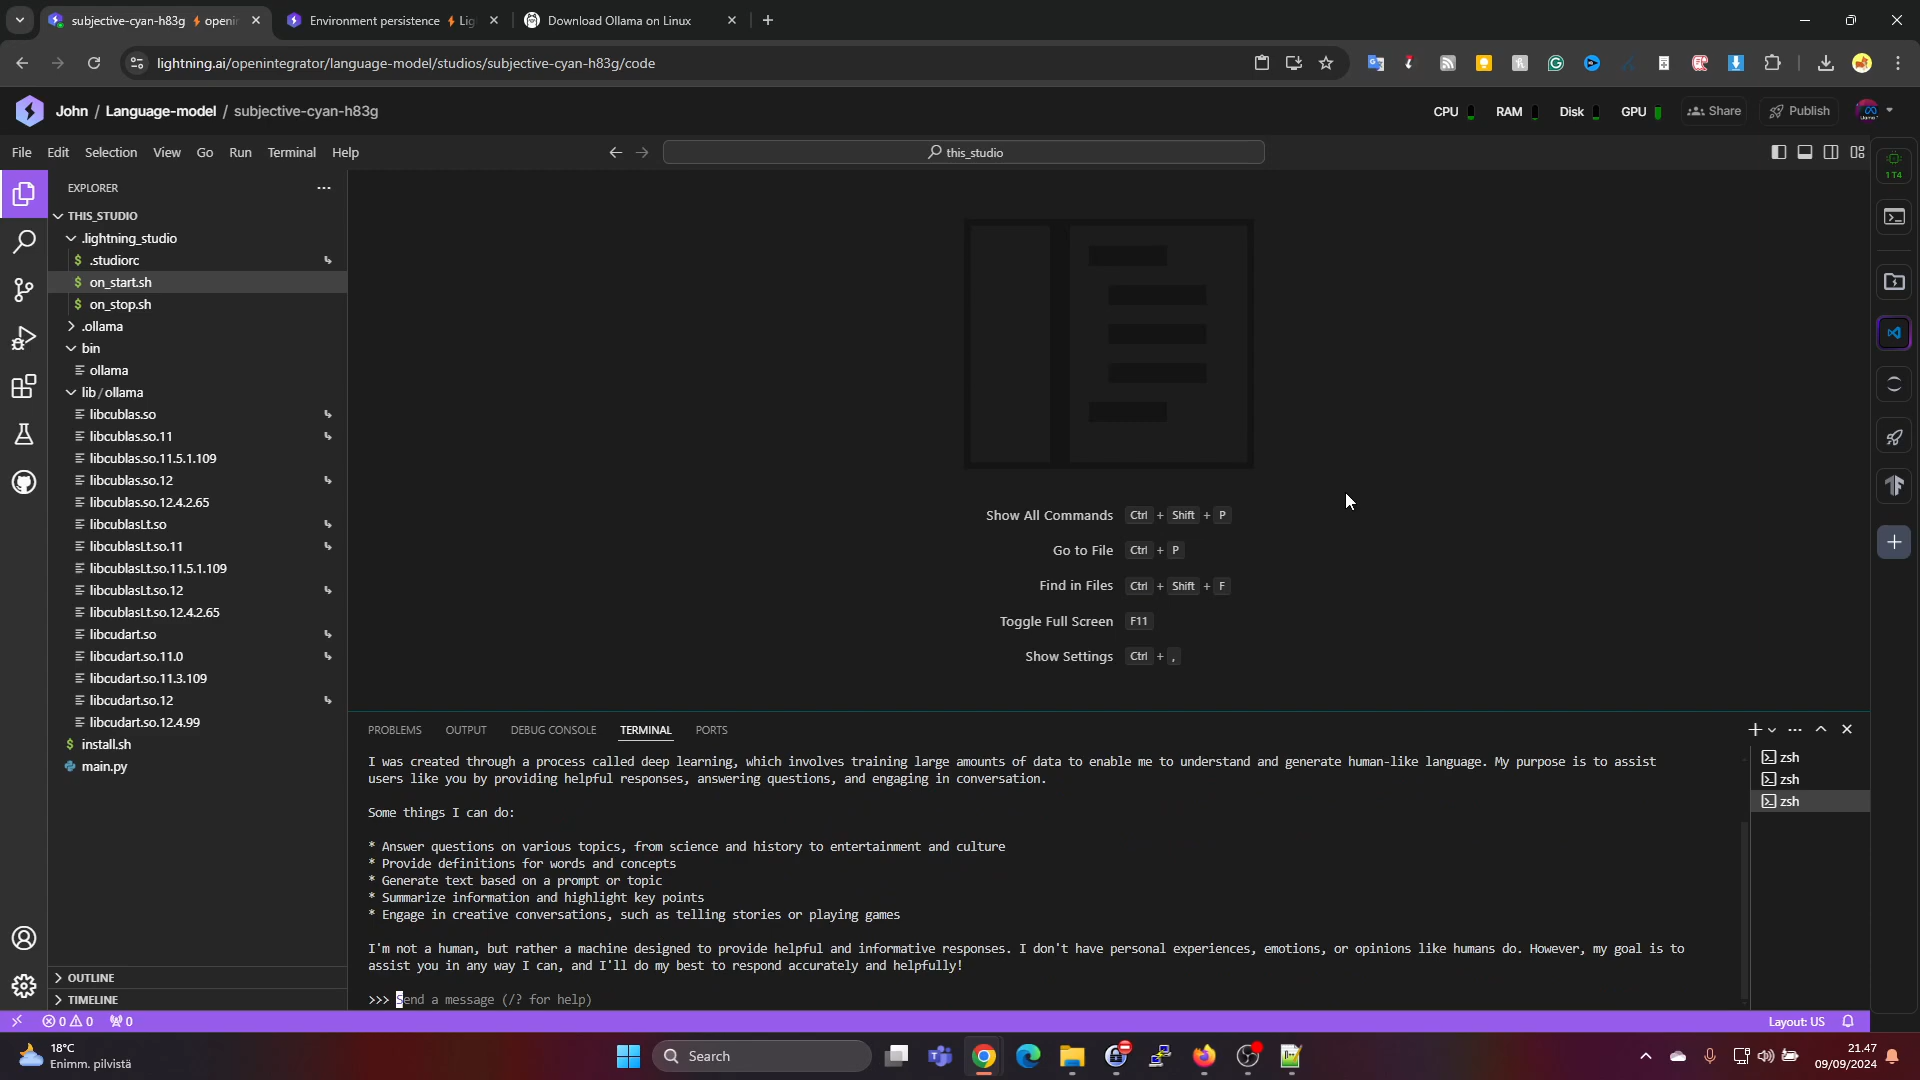 subjective-cyan-h83g ⚡ openi
Environment persistence ⚡ Lig
Download Ollama on Linux
lightning.ai/openintegrator/language-model/studios/subjective-cyan-h83g/code
John / Language-model / subjective-cyan-h83g
CPU RAM Disk GPU Share Publish
File Edit Selection View Go Run Terminal Help
this_studio
1 T4
EXPLORER
THIS_STUDIO
.lightning_studio
.studiorc
on_start.sh
on_stop.sh
.ollama
bin
ollama
lib / ollama
libcublas.so
libcublas.so.11
libcublas.so.11.5.1.109
libcublas.so.12
libcublas.so.12.4.2.65
libcublasLt.so
libcublasLt.so.11
libcublasLt.so.11.5.1.109
libcublasLt.so.12
libcublasLt.so.12.4.2.65
libcudart.so
libcudart.so.11.0
libcudart.so.11.3.109
libcudart.so.12
libcudart.so.12.4.99
install.sh
main.py
OUTLINE
TIMELINE
Show All Commands Ctrl + Shift + P
Go to File Ctrl + P
Find in Files Ctrl + Shift + F
Toggle Full Screen F11
Show Settings Ctrl + ,
PROBLEMS OUTPUT DEBUG CONSOLE TERMINAL PORTS
zsh
zsh
zsh
I was created through a process called deep learning, which involves training large amounts of data to enable me to understand and generate human-like language. My purpose is to assist
users like you by providing helpful responses, answering questions, and engaging in conversation.
Some things I can do:
* Answer questions on various topics, from science and history to entertainment and culture
* Provide definitions for words and concepts
* Generate text based on a prompt or topic
* Summarize information and highlight key points
* Engage in creative conversations, such as telling stories or playing games
I'm not a human, but rather a machine designed to provide helpful and informative responses. I don't have personal experiences, emotions, or opinions like humans do. However, my goal is to
assist you in any way I can, and I'll do my best to respond accurately and helpfully!
>>> Send a message (/? for help)
0 0 0
Layout: US
18°C
Enimm. pilvistä
Search
21.47
09/09/2024